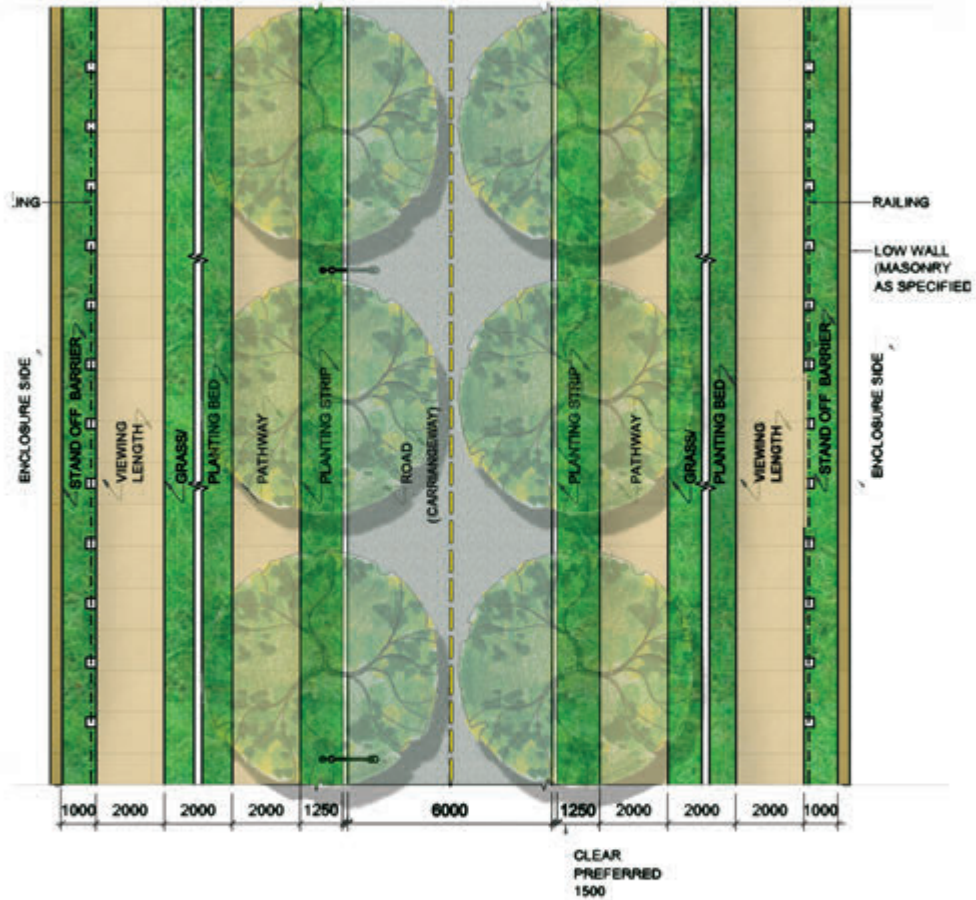 ING
RAILING
LOW WALL
(MASONRY
AS SPECIFIED
ENCLOSURE SIDE
STAND OFF BARRIER
VIEWING
LENGTH
GRASS/
PLANTING BED
PATHWAY
PLANTING STRIP
ROAD
(CARRIANGEWAY)
PLANTING STRIP
PATHWAY
GRASS/
PLANTING BED
VIEWING
LENGTH
STAND OFF BARRIER
ENCLOSURE SIDE
1000 2000 2000 2000 1250 6000 1250 2000 2000 2000 1000
CLEAR
PREFERRED
1500